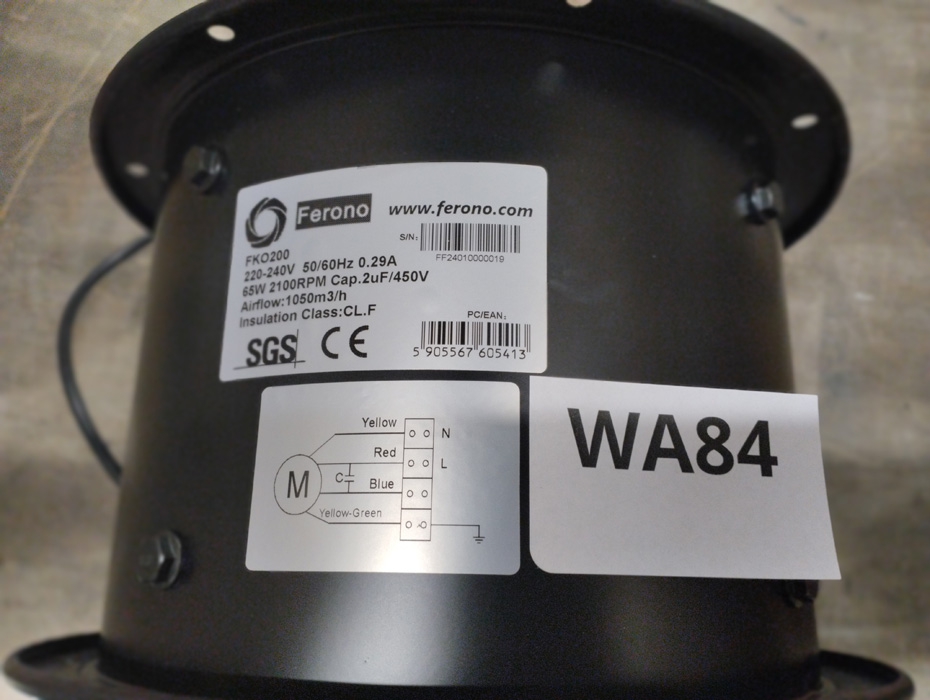 Ferono
www.ferono.com
S/N:
FF24010000019
FKO200
220-240V 50/60Hz 0.29A
65W 2100RPM Cap.2uF/450V
Airflow:1050m3/h
Insulation Class:CL.F
PC/EAN:
SGS CE
5 905567 605413
Yellow N
Red L
C
Blue
M
Yellow-Green
WA84